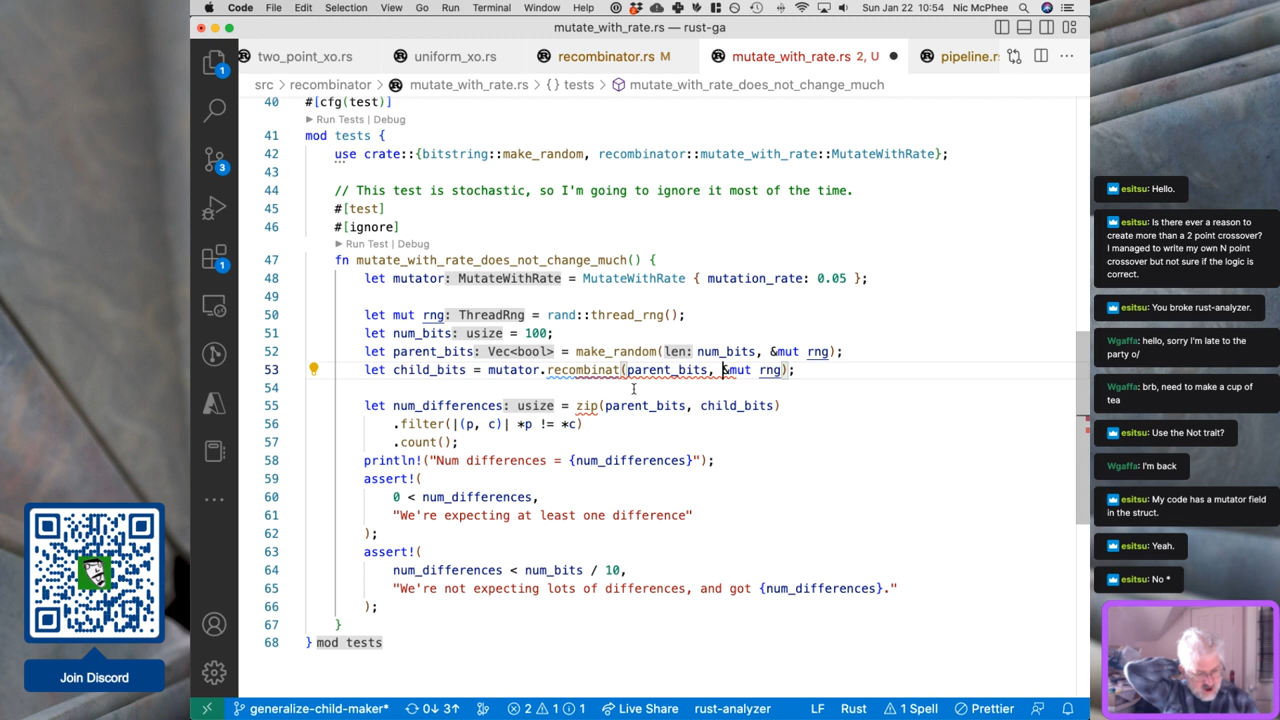 Code File Edit Selection View Go Run Terminal Window Help Sun Jan 22 10:54 Nic McPhee
mutate_with_rate.rs — rust-ga
two_point_xo.rs uniform_xo.rs recombinator.rs M mutate_with_rate.rs 2, U pipeline.rs
src > recombinator > mutate_with_rate.rs > {} tests > mutate_with_rate_does_not_change_much
40 #[cfg(test)]
Run Tests | Debug
41 mod tests {
42 use crate::{bitstring::make_random, recombinator::mutate_with_rate::MutateWithRate};
43
44 // This test is stochastic, so I'm going to ignore it most of the time.
45 #[test]
46 #[ignore]
Run Test | Debug
47 fn mutate_with_rate_does_not_change_much() {
48 let mutator: MutateWithRate = MutateWithRate { mutation_rate: 0.05 };
49
50 let mut rng: ThreadRng = rand::thread_rng();
51 let num_bits: usize = 100;
52 let parent_bits: Vec<bool> = make_random(len: num_bits, &mut rng);
53 let child_bits = mutator.recombinat(parent_bits, &mut rng);
54
55 let num_differences: usize = zip(parent_bits, child_bits)
56 .filter(|(p, c)| *p != *c)
57 .count();
58 println!("Num differences = {num_differences}");
59 assert!(
60 0 < num_differences,
61 "We're expecting at least one difference"
62 );
63 assert!(
64 num_differences < num_bits / 10,
65 "We're not expecting lots of differences, and got {num_differences}."
66 );
67 }
68 } mod tests
1
3
1
generalize-child-maker* 0↓ 3↑ 2 1 1 Live Share rust-analyzer LF Rust 1 Spell Prettier
Join Discord
esitsu: Hello.
esitsu: Is there ever a reason to
create more than a 2 point crossover?
I managed to write my own N point
crossover but not sure if the logic is
correct.
esitsu: You broke rust-analyzer.
Wgaffa: hello, sorry I'm late to the
party o/
Wgaffa: brb, need to make a cup of
tea
esitsu: Use the Not trait?
Wgaffa: I'm back
esitsu: My code has a mutator field
in the struct.
esitsu: Yeah.
esitsu: No *